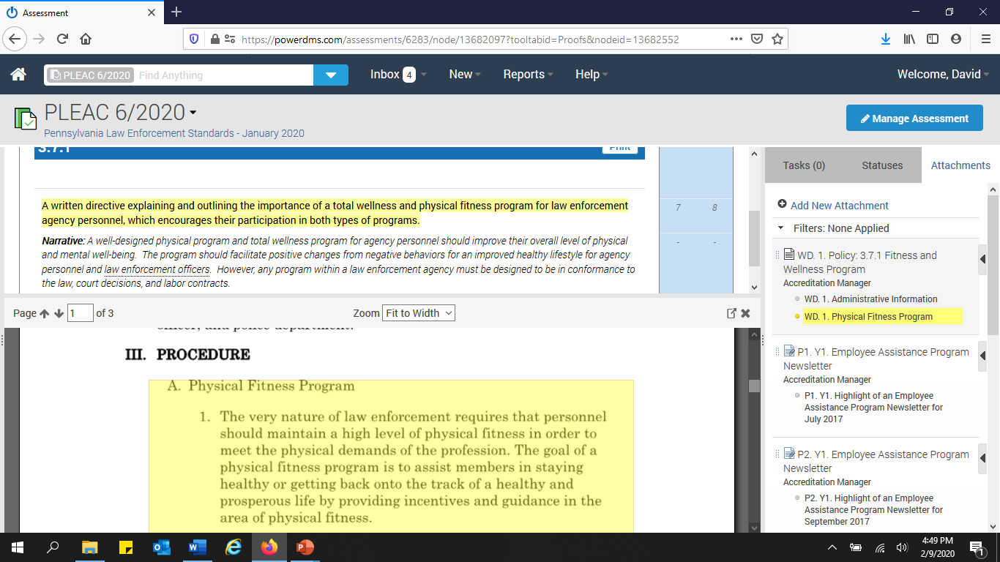 Assessment
https://powerdms.com/assessments/6283/node/13682097?tooltabid=Proofs&nodeid=13682552
PLEAC 6/2020
Find Anything
Inbox 4
New
Reports
Help
Welcome, David
PLEAC 6/2020
Pennsylvania Law Enforcement Standards - January 2020
Manage Assessment
3.7.1
Print
A written directive explaining and outlining the importance of a total wellness and physical fitness program for law enforcement
agency personnel, which encourages their participation in both types of programs.
7 8
Narrative: A well-designed physical program and total wellness program for agency personnel should improve their overall level of physical
and mental well-being. The program should facilitate positive changes from negative behaviors for an improved healthy lifestyle for agency
personnel and law enforcement officers. However, any program within a law enforcement agency must be designed to be in conformance to
the law, court decisions, and labor contracts.
- -
Page 1 of 3
Zoom Fit to Width
officer, and police department.
III. PROCEDURE
A. Physical Fitness Program
1. The very nature of law enforcement requires that personnel
should maintain a high level of physical fitness in order to
meet the physical demands of the profession. The goal of a
physical fitness program is to assist members in staying
healthy or getting back onto the track of a healthy and
prosperous life by providing incentives and guidance in the
area of physical fitness.
Tasks (0)
Statuses
Attachments
Add New Attachment
Filters: None Applied
WD. 1. Policy: 3.7.1 Fitness and
Wellness Program
Accreditation Manager
WD. 1. Administrative Information
WD. 1. Physical Fitness Program
P1. Y1. Employee Assistance Program
Newsletter
Accreditation Manager
P1. Y1. Highlight of an Employee
Assistance Program Newsletter for
July 2017
P2. Y1. Employee Assistance Program
Newsletter
Accreditation Manager
P2. Y1. Highlight of an Employee
Assistance Program Newsletter for
September 2017
4:49 PM
2/9/2020
1